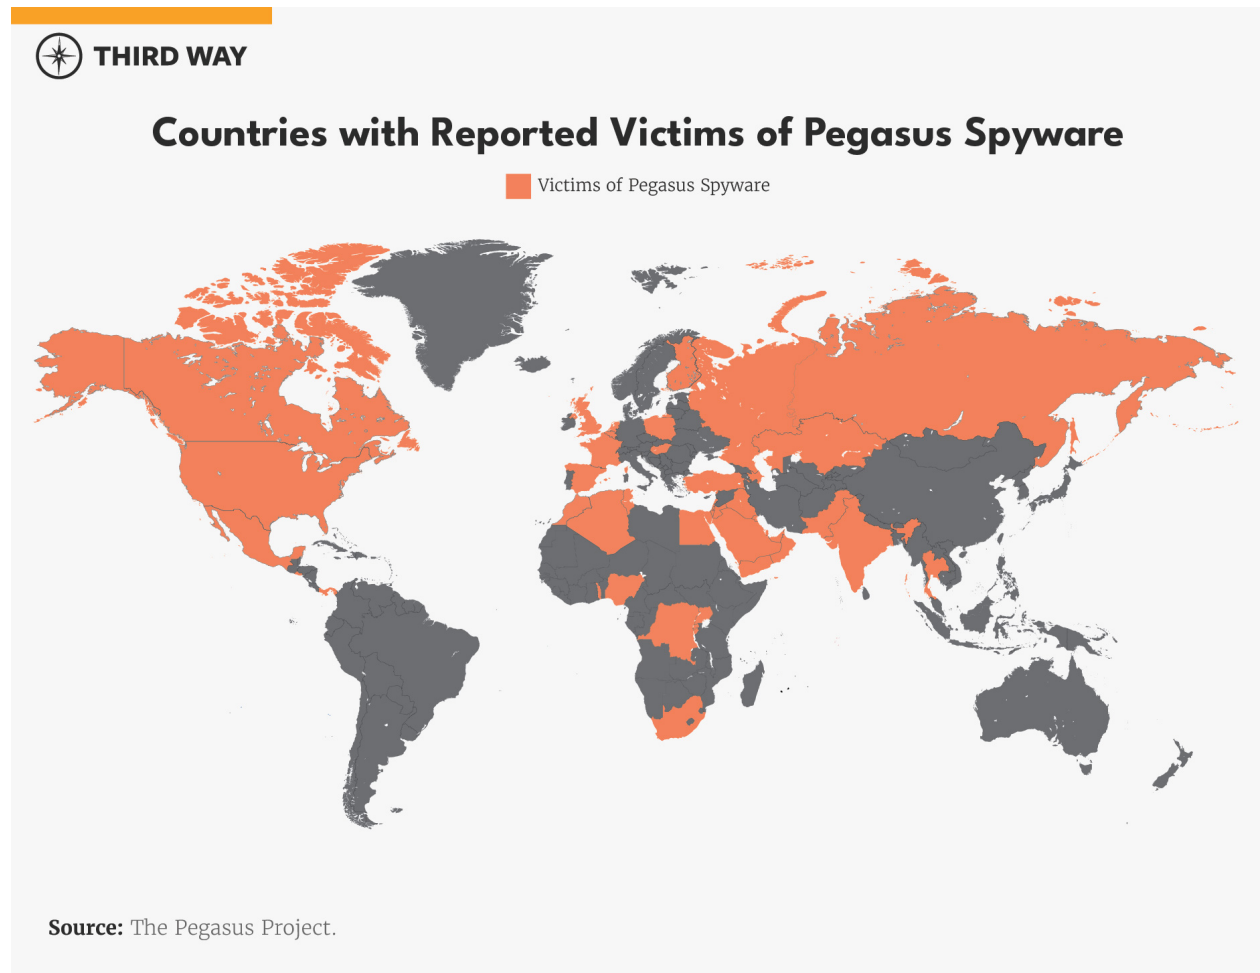 THIRD WAY
Countries with Reported Victims of Pegasus Spyware
Victims of Pegasus Spyware
Source: The Pegasus Project.